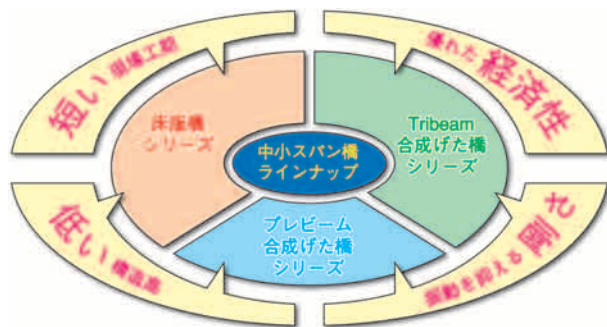 短い 現場工期
優れた 経済性
床版橋
シリーズ
Tribeam
合成げた橋
シリーズ
中小スパン橋
ラインナップ
プレビーム
合成げた橋
シリーズ
低い 構造高
振動を抑える 剛さ